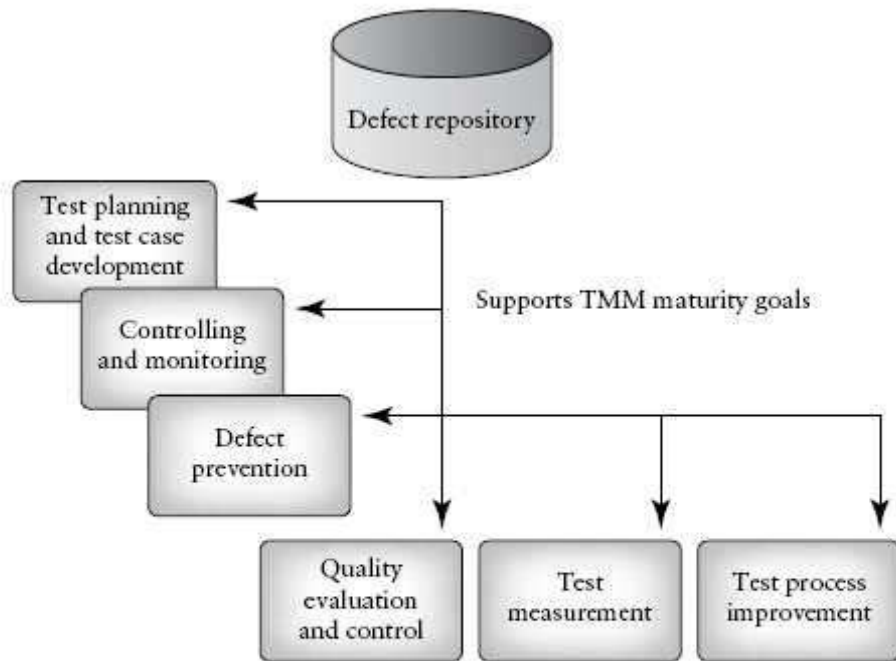 Defect repository
Test planning
and test case
development
Supports TMM maturity goals
Controlling
and monitoring
Defect
prevention
Quality
evaluation
and control
Test
measurement
Test process
improvement